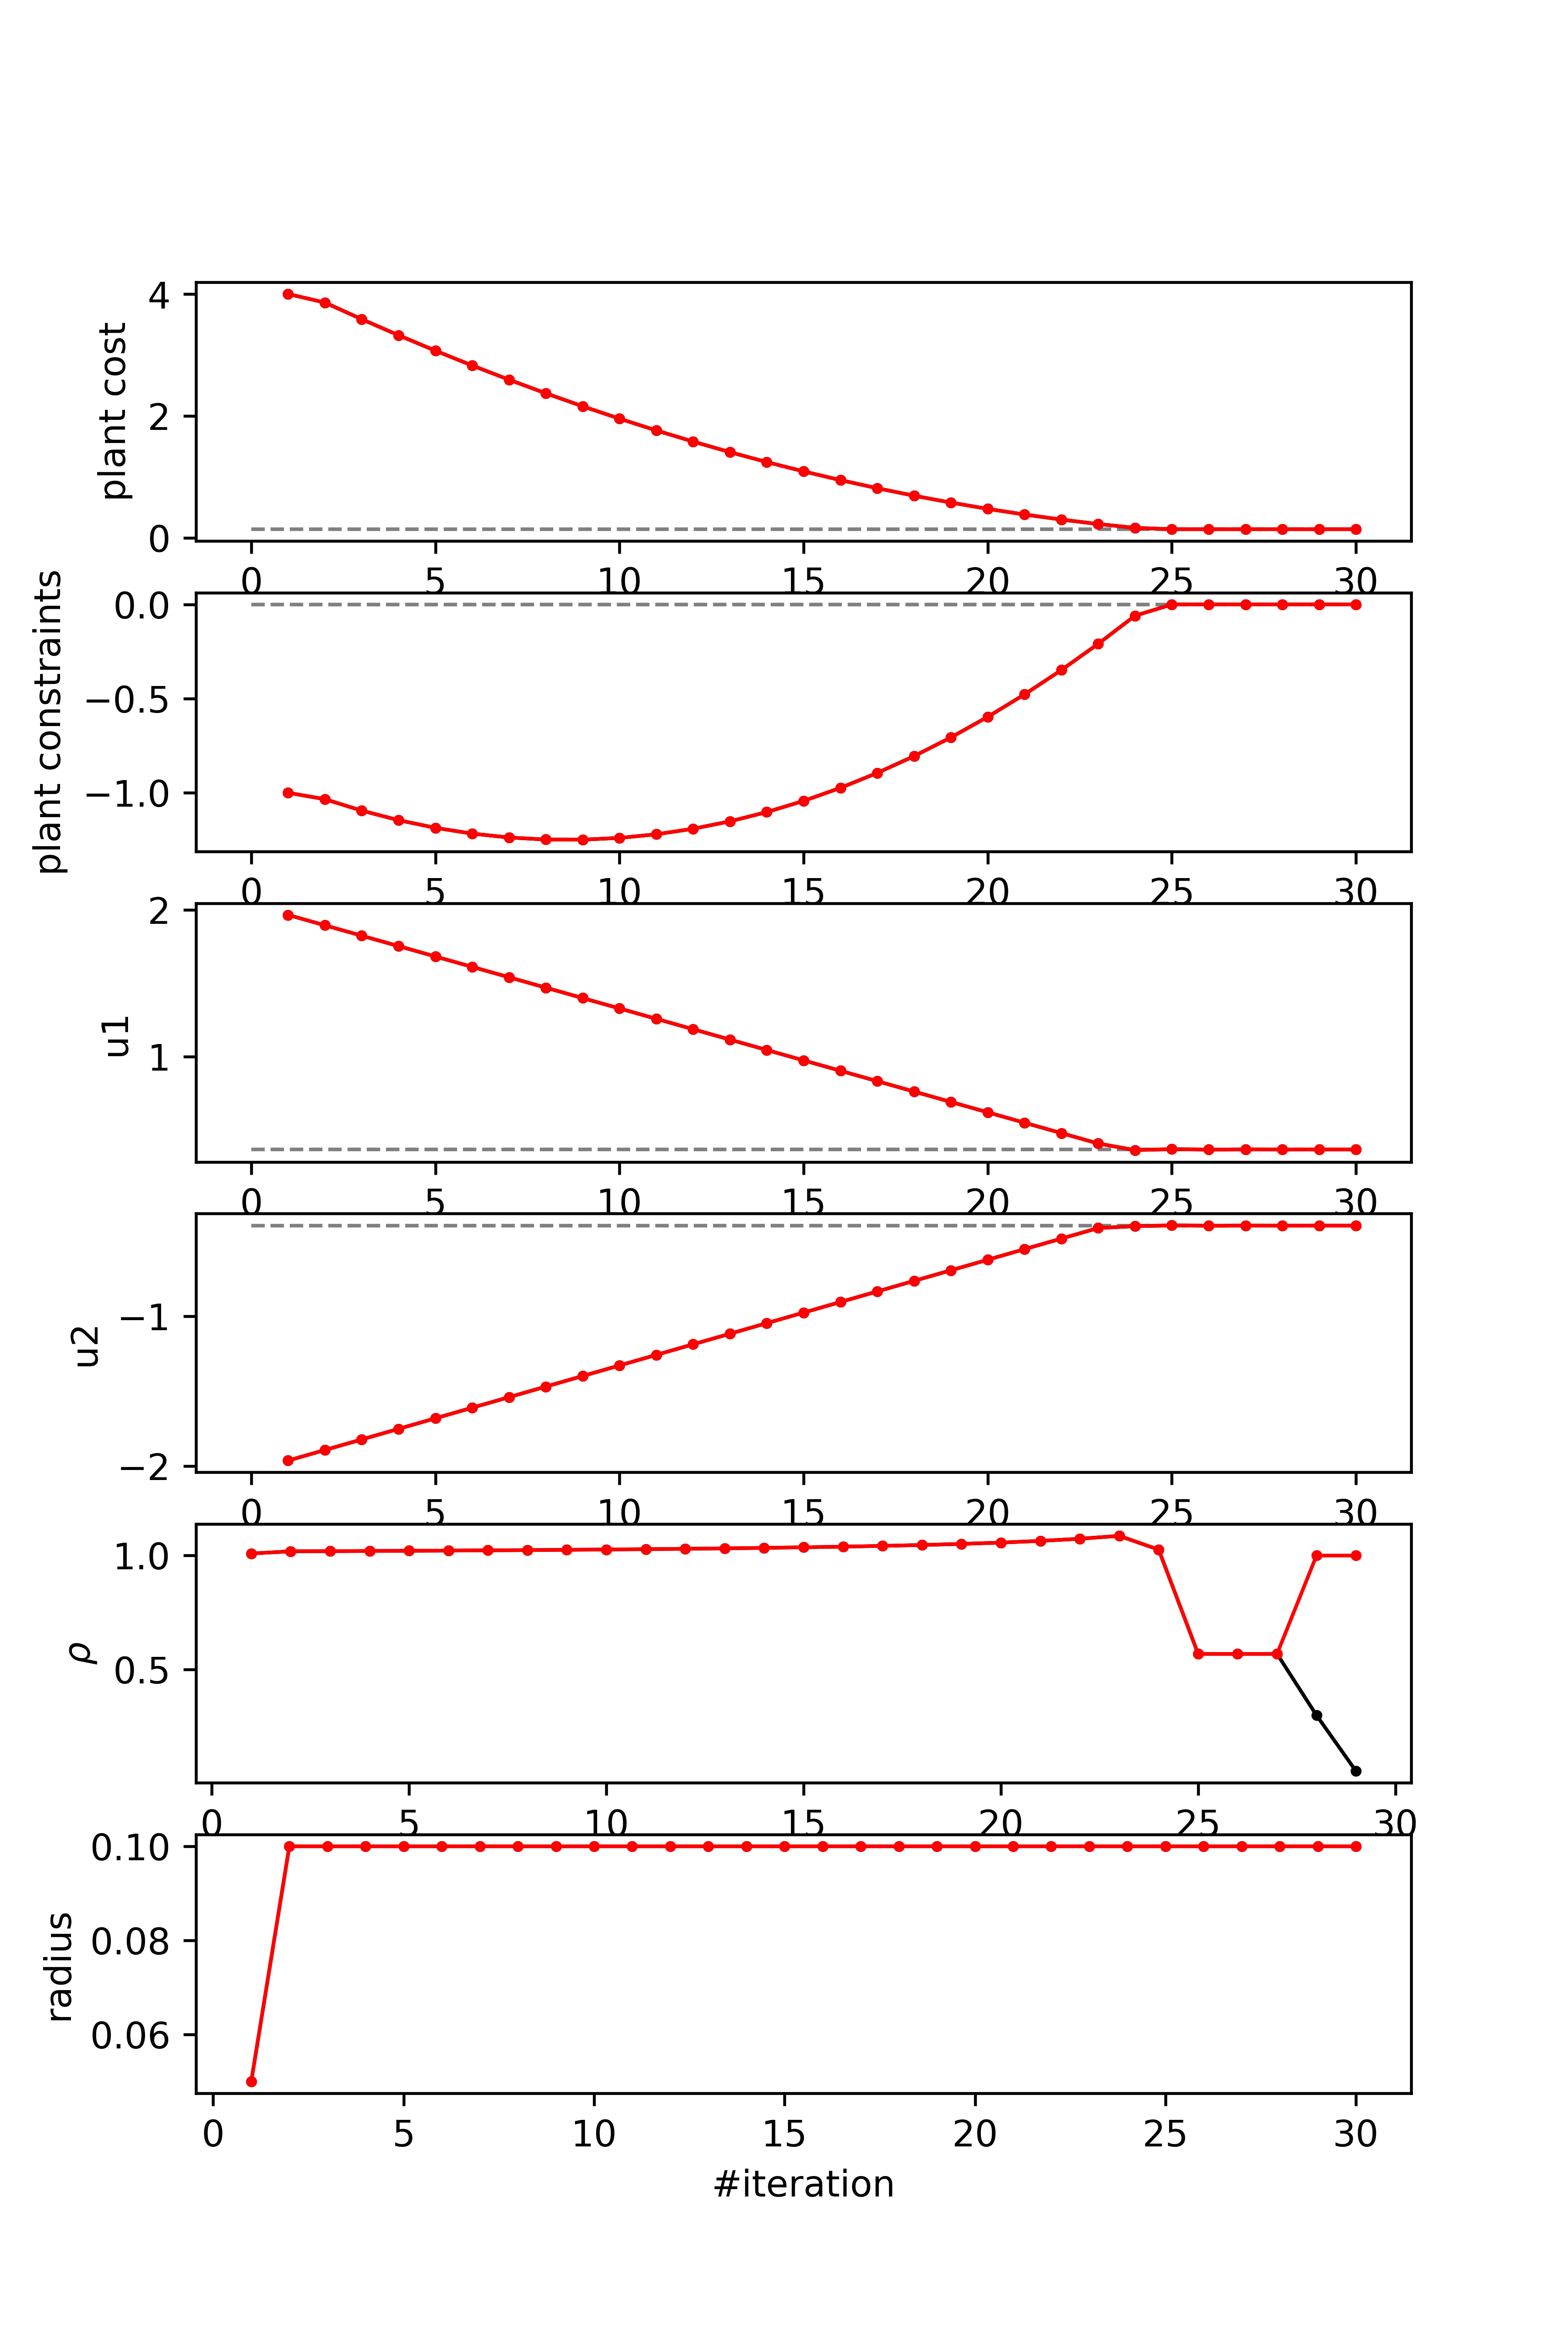 4
2
0
plant cost
0 5 10 15 20 25 30
0.0
−0.5
−1.0
plant constraints
0 5 10 15 20 25 30
2
1
u1
0 5 10 15 20 25 30
−1
−2
u2
0 5 10 15 20 25 30
1.0
0.5
ρ
0 5 10 15 20 25 30
0.10
0.08
0.06
radius
0 5 10 15 20 25 30
#iteration